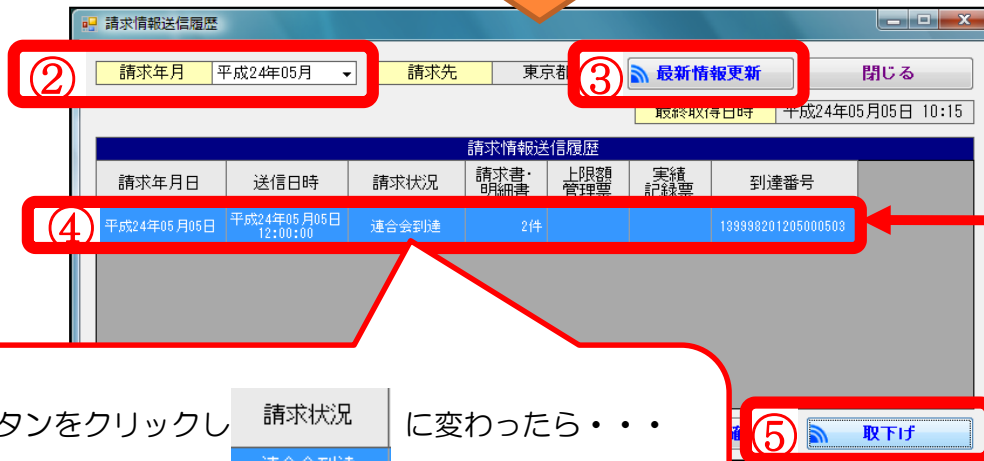 請求情報送信履歴
② 請求年月 平成24年05月 請求先 東京都 ③ 最新情報更新 閉じる
最終取得日時 平成24年05月05日 10:15
請求情報送信履歴
請求年月日 送信日時 請求状況 請求書・明細書 上限額管理票 実績記録票 到達番号
④ 平成24年05月05日 平成24年05月05日 12:00:00 連合会到達 2件 139998201205000503
タンをクリックし 請求状況 に変わったら・・・
連合会到達
⑤ 取下げ